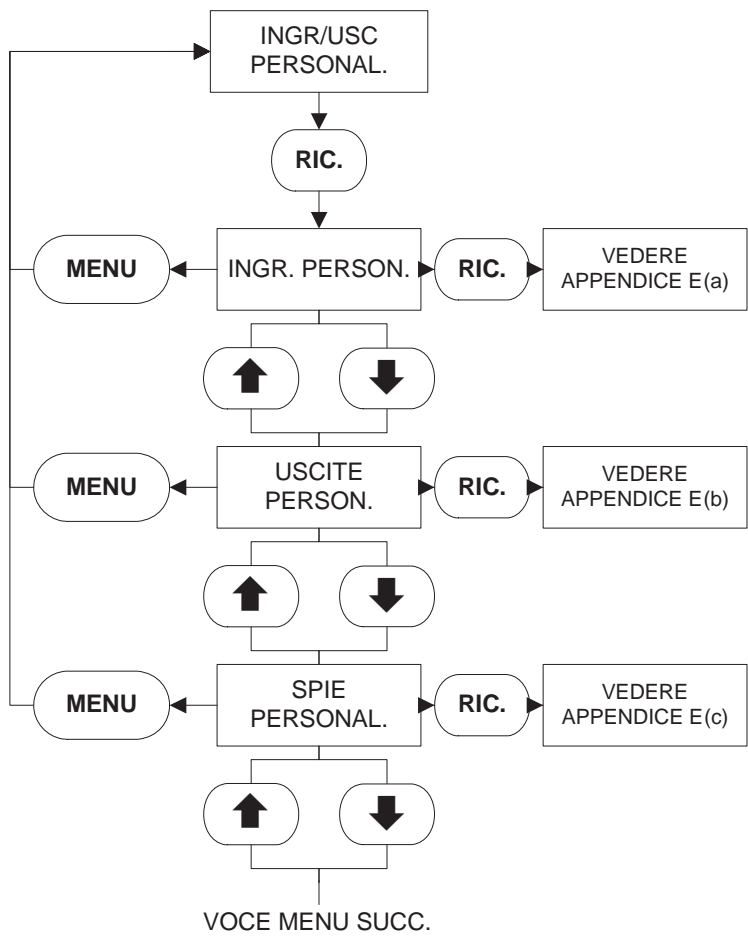 INGR/USC
PERSONAL.
RIC.
MENU
INGR. PERSON.
RIC.
VEDERE
APPENDICE E(a)
MENU
USCITE
PERSON.
RIC.
VEDERE
APPENDICE E(b)
MENU
SPIE
PERSONAL.
RIC.
VEDERE
APPENDICE E(c)
VOCE MENU SUCC.